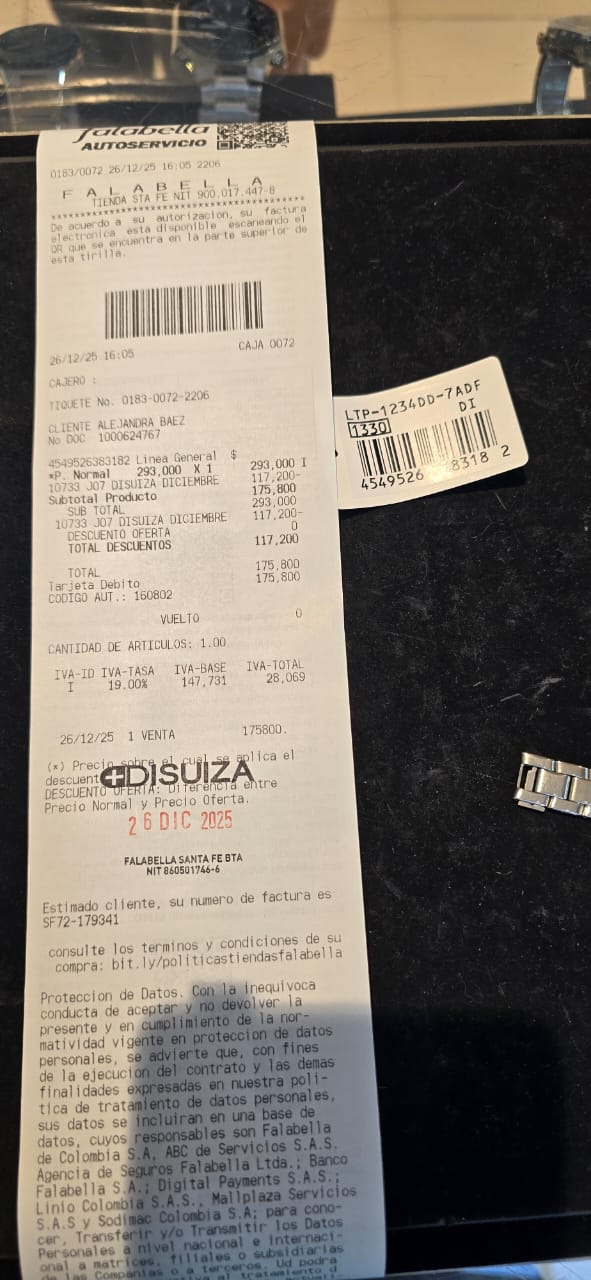 falabella
AUTOSERVICIO
0183/0072 26/12/25 16:05 2206
F A L A B E L L A
TIENDA STA FE NIT 900.017.447-8
****************************************
De acuerdo a su autorizacion, su factura
electronica esta disponible escaneando el
QR que se encuentra en la parte superior de
esta tirilla.
26/12/25 16:05 CAJA 0072
CAJERO :
TIQUETE No. 0183-0072-2206
CLIENTE ALEJANDRA BAEZ
No DOC 1000624767
4549526383182 Linea General $
*P. Normal 293,000 X 1 293,000 I
10733 J07 DISUIZA DICIEMBRE 117,200-
Subtotal Producto 175,800
SUB TOTAL 293,000
10733 J07 DISUIZA DICIEMBRE 117,200-
DESCUENTO OFERTA 0
TOTAL DESCUENTOS 117,200
TOTAL 175,800
Tarjeta Debito 175,800
CODIGO AUT.: 160802
VUELTO 0
CANTIDAD DE ARTICULOS: 1.00
IVA-ID IVA-TASA IVA-BASE IVA-TOTAL
I 19.00% 147,731 28,069
26/12/25 1 VENTA 175800.
(*) Precio sobre el cual se aplica el
descuent
DISUIZA
DESCUENTO OFERTA: Diferencia entre
Precio Normal y Precio Oferta.
26 DIC 2025
FALABELLA SANTA FE BTA
NIT 860501746-6
Estimado cliente, su numero de factura es
SF72-179341
consulte los terminos y condiciones de su
compra: bit.ly/politicastiendasfalabella
Proteccion de Datos. Con la inequivoca
conducta de aceptar y no devolver la
presente y en cumplimiento de la nor-
matividad vigente en proteccion de datos
personales, se advierte que, con fines
de la ejecucion del contrato y las demas
finalidades expresadas en nuestra poli-
tica de tratamiento de datos personales,
sus datos se incluiran en una base de
datos, cuyos responsables son Falabella
de Colombia S.A, ABC de Servicios S.A.S.
Agencia de Seguros Falabella Ltda.; Banco
Falabella S.A.; Digital Payments S.A.S.;
Linio Colombia S.A.S., Mallplaza Servicios
S.A.S y Sodimac Colombia S.A; para cono-
cer, Transferir y/o Transmitir los Datos
Personales a nivel nacional e internaci-
onal a matrices, filiales o subsidiarias
de las Companias o a terceros. Ud podra
LTP-1234DD-7ADF
1330 DI
4549526 8318 2